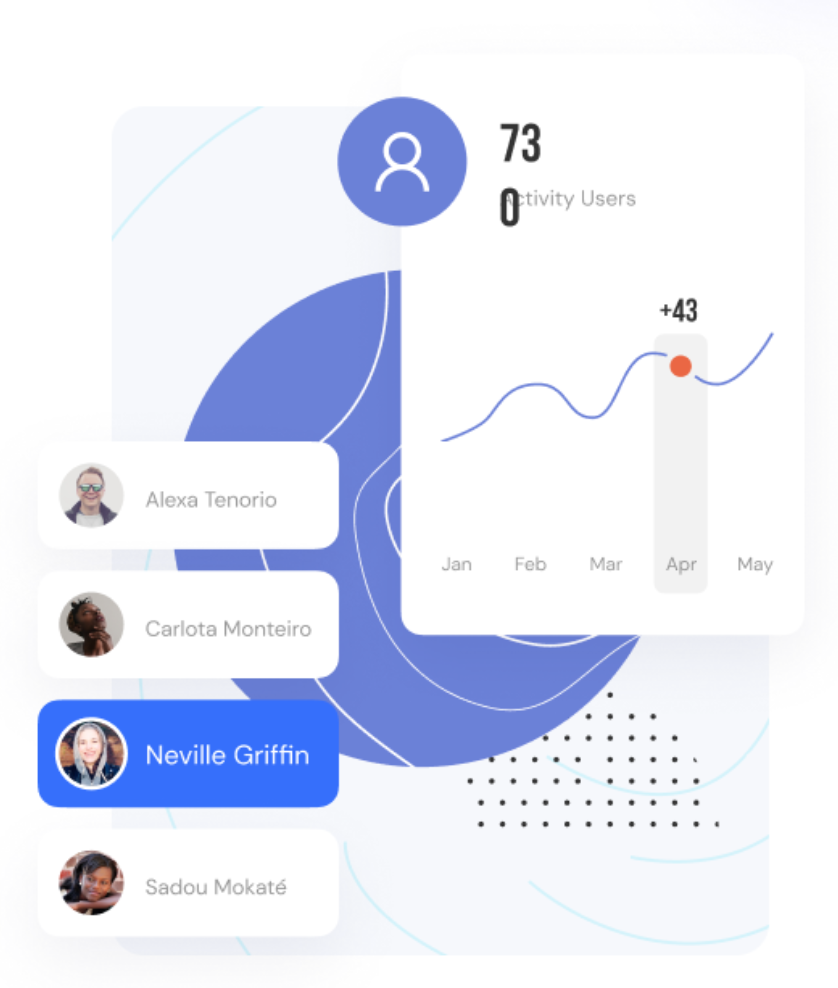 73
0
Activity Users
+43
Jan Feb Mar Apr May
Alexa Tenorio
Carlota Monteiro
Neville Griffin
Sadou Mokaté